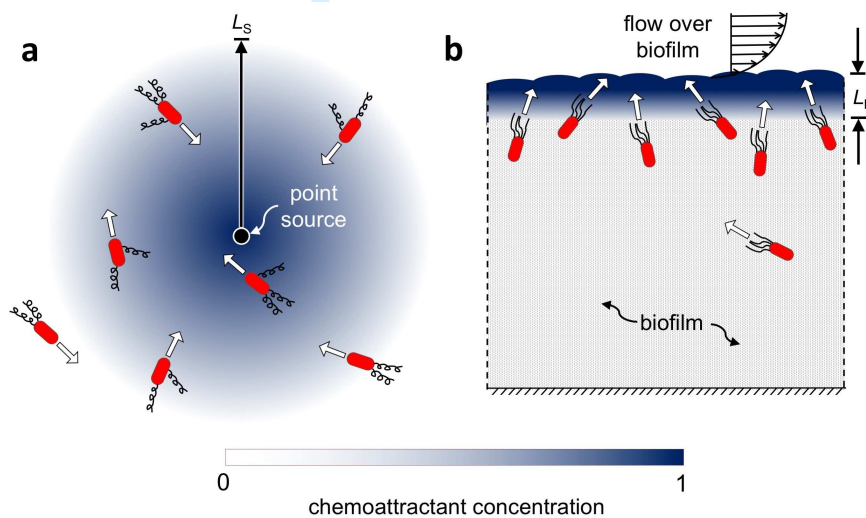 a
L_S
point
source
b
flow over
biofilm
biofilm
0
1
chemoattractant concentration